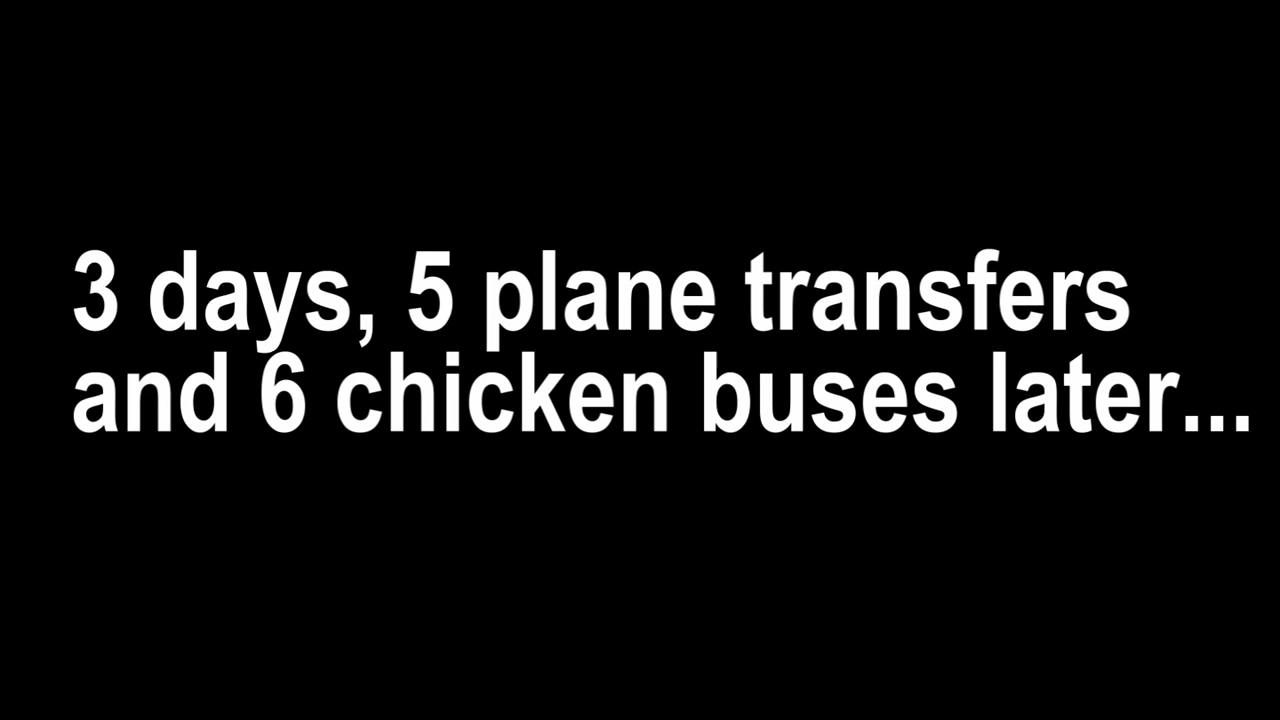 3 days, 5 plane transfers
and 6 chicken buses later...